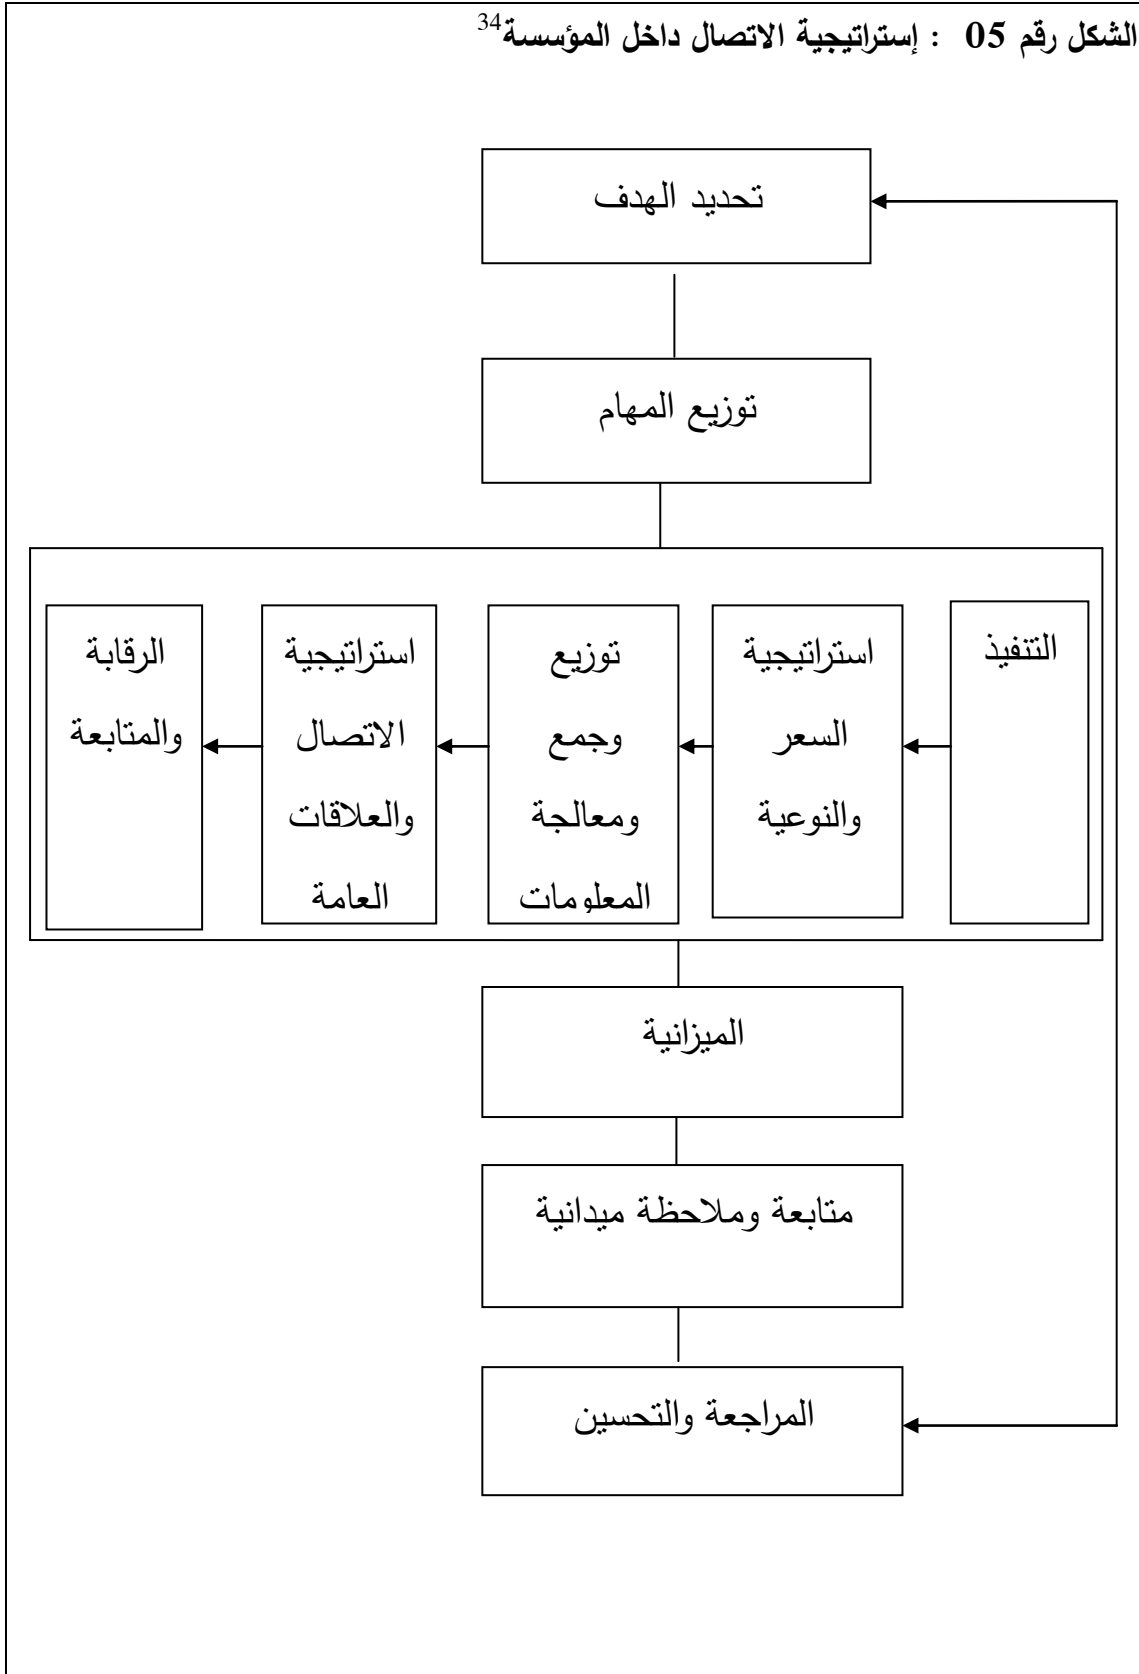 الشكل رقم 05 : إستراتيجية الاتصال داخل المؤسسة34
تحديد الهدف
توزيع المهام
التنفيذ
استراتيجية
السعر
والنوعية
توزيع
وجمع
ومعالجة
المعلومات
استراتيجية
الاتصال
والعلاقات
العامة
الرقابة
والمتابعة
الميزانية
متابعة وملاحظة ميدانية
المراجعة والتحسين